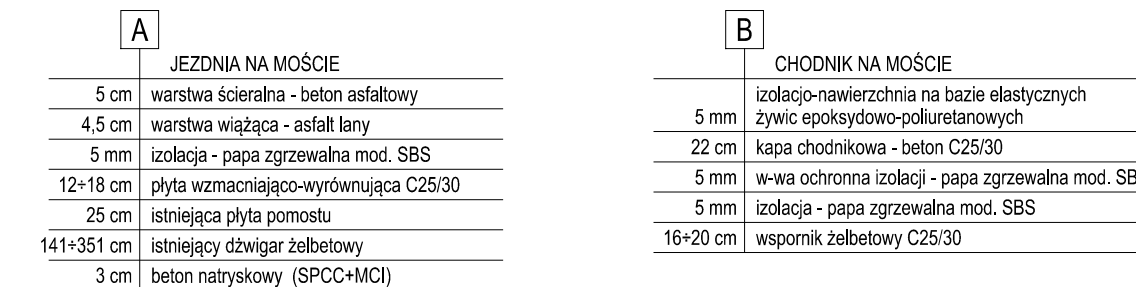 A
JEZDNIA NA MOŚCIE
5 cm warstwa ścieralna - beton asfaltowy
4,5 cm warstwa wiążąca - asfalt lany
5 mm izolacja - papa zgrzewalna mod. SBS
12÷18 cm płyta wzmacniająco-wyrównująca C25/30
25 cm istniejąca płyta pomostu
141÷351 cm istniejący dźwigar żelbetowy
3 cm beton natryskowy (SPCC+MCI)
B
CHODNIK NA MOŚCIE
izolacjo-nawierzchnia na bazie elastycznych
5 mm żywic epoksydowo-poliuretanowych
22 cm kapa chodnikowa - beton C25/30
5 mm w-wa ochronna izolacji - papa zgrzewalna mod. SB
5 mm izolacja - papa zgrzewalna mod. SBS
16÷20 cm wspornik żelbetowy C25/30